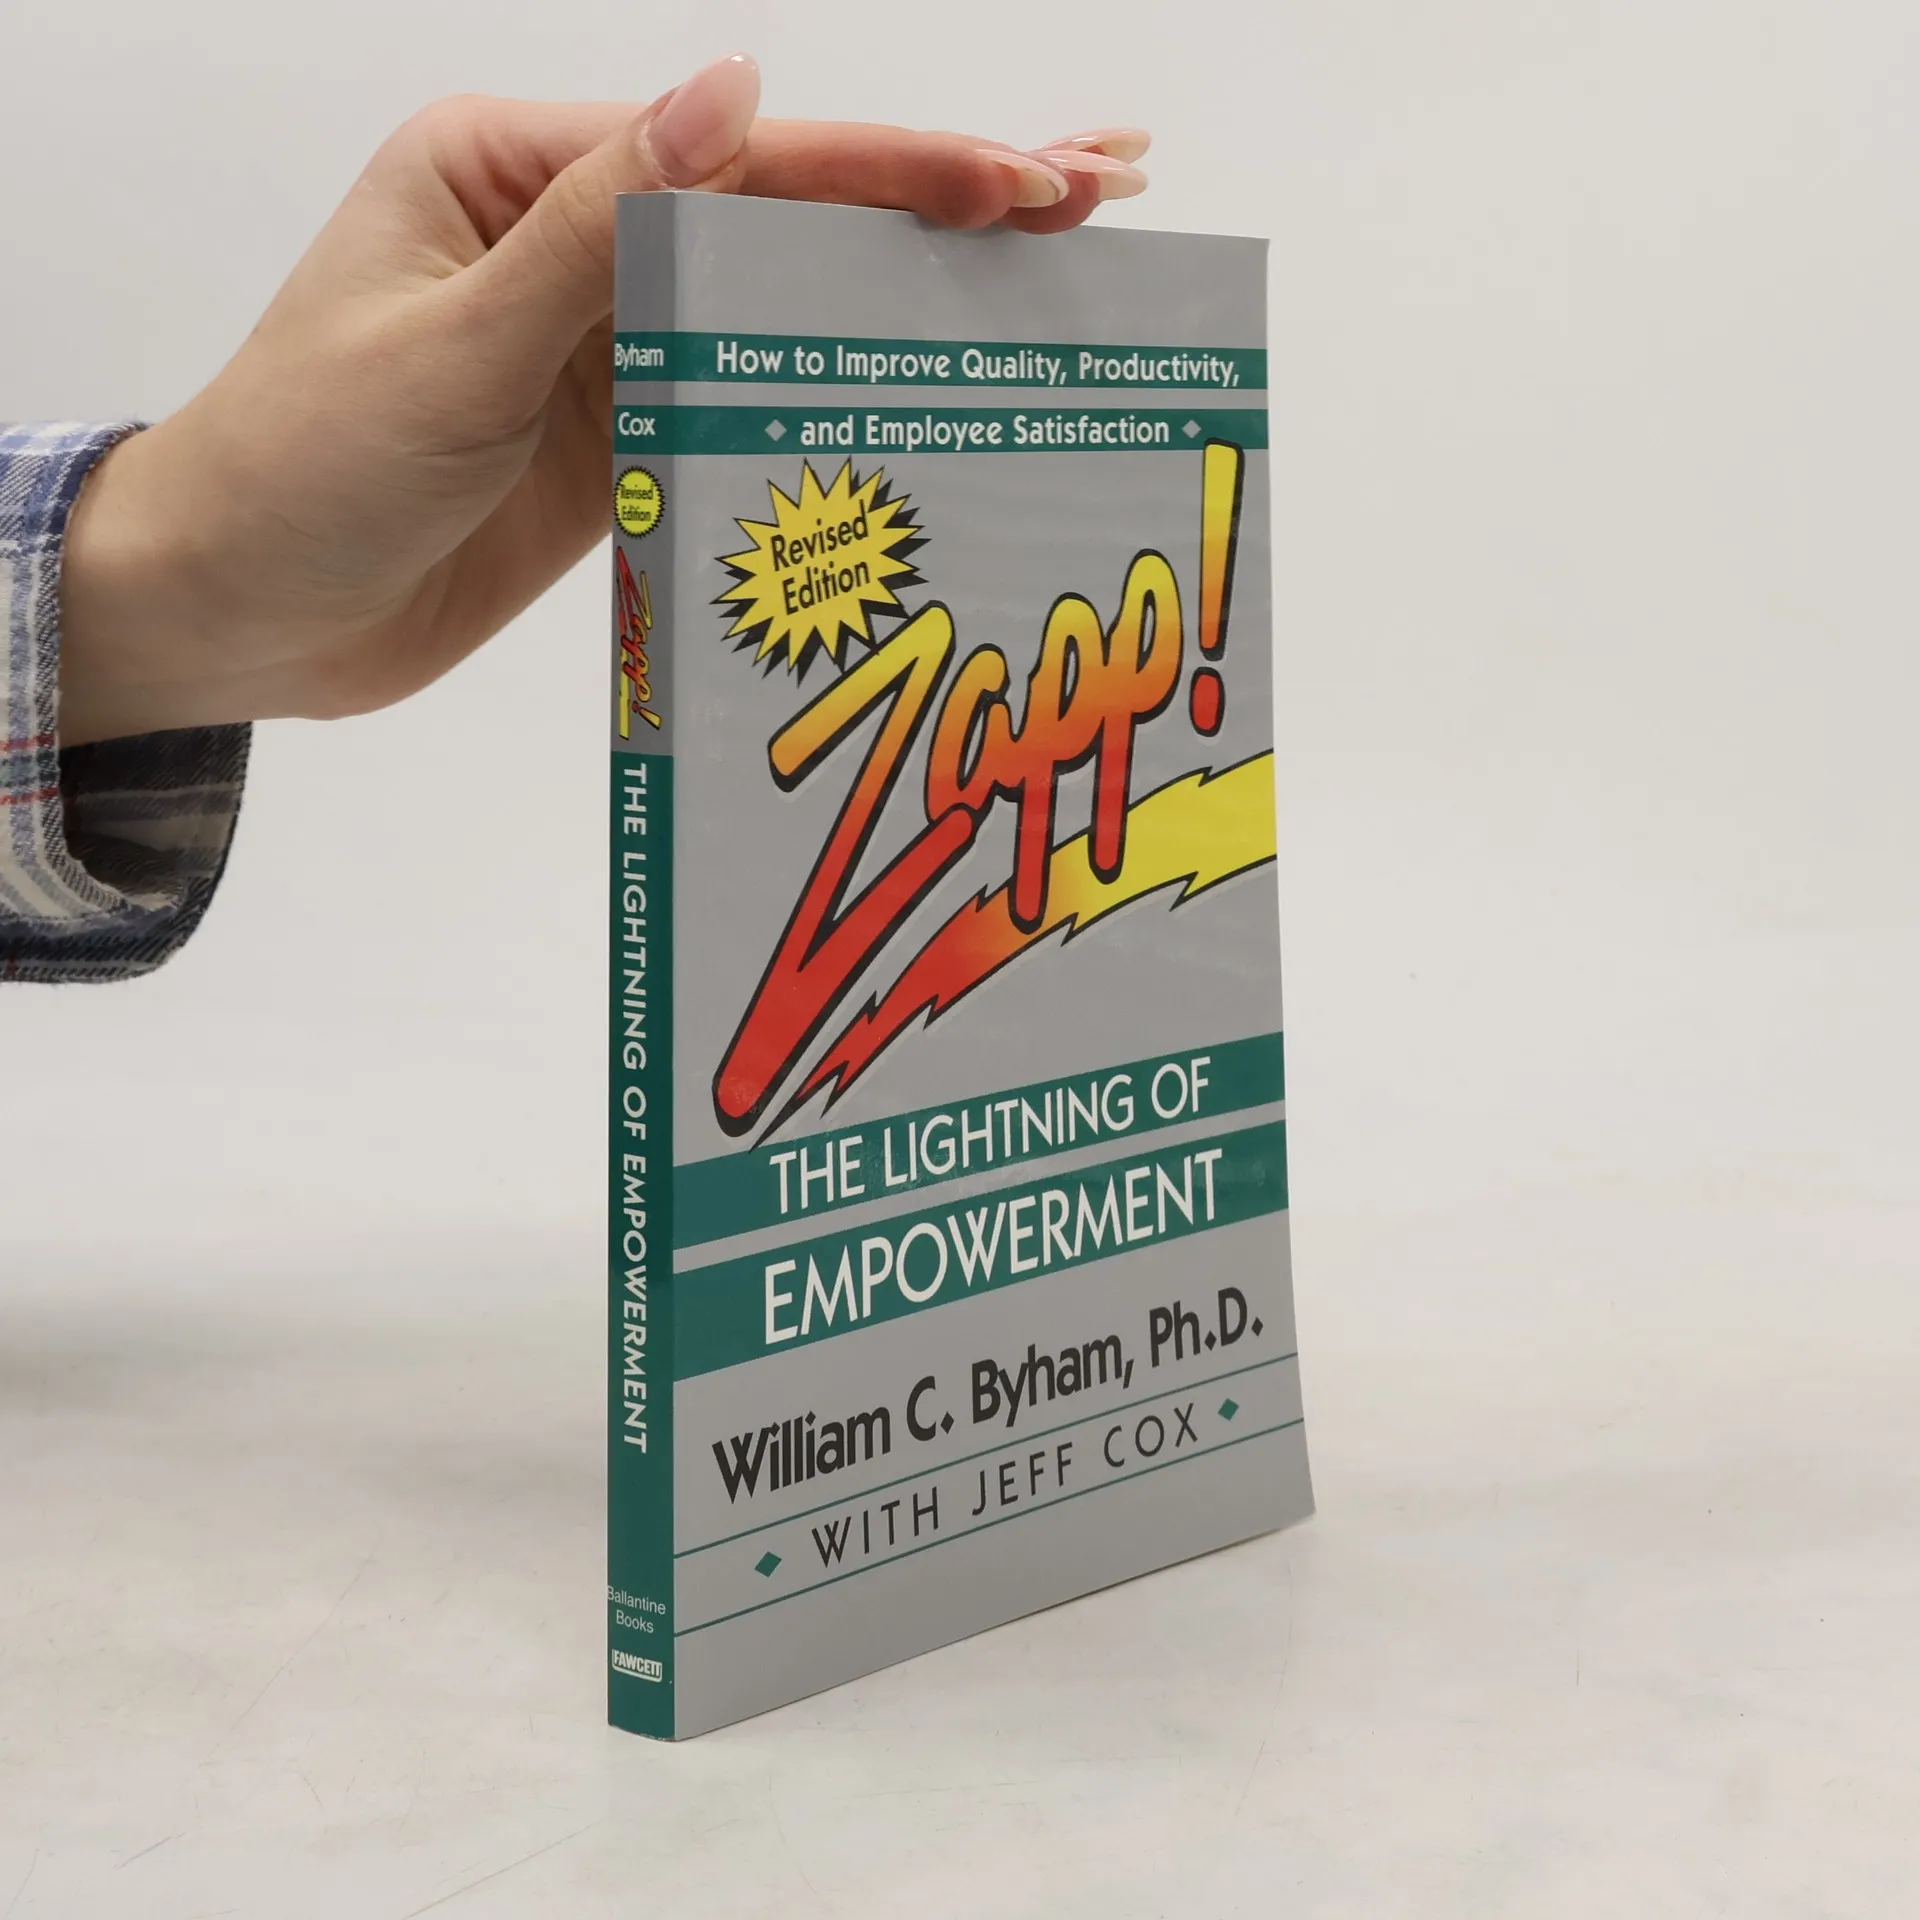 Byham
Cox
Revised
Edition
Zapp!
THE LIGHTNING OF EMPOWERMENT
Ballantine
Books
FAWCETT
How to Improve Quality, Productivity,
and Employee Satisfaction
Revised
Edition
Zapp!
THE LIGHTNING OF
EMPOWERMENT
William C. Byham, Ph.D.
WITH JEFF COX